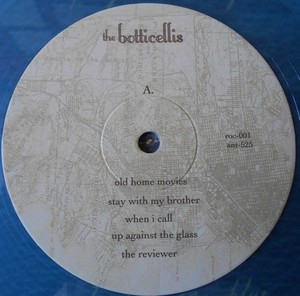 the botticellis
A.
roc-001
ant-525
old home movies
stay with my brother
when i call
up against the glass
the reviewer